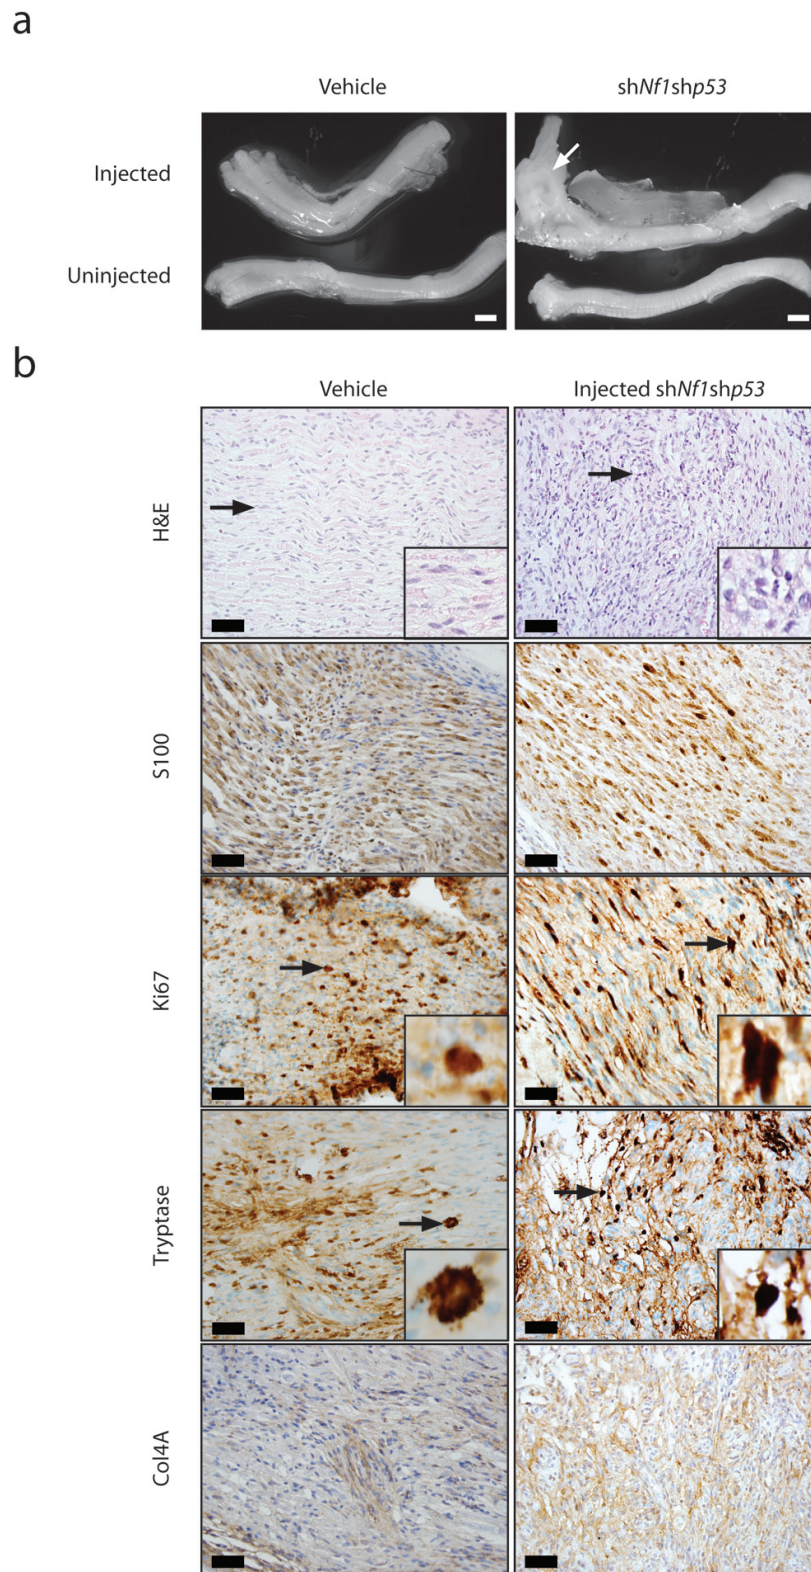 a
Vehicle
shNf1shp53
Injected
Uninjected
b
Vehicle
Injected shNf1shp53
H&E
S100
Ki67
Tryptase
Col4A